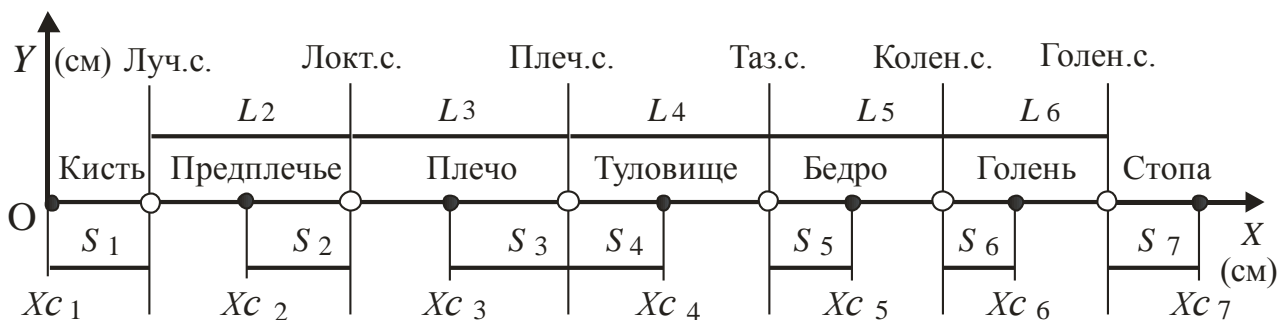 Y (см) Луч.с. Локт.с. Плеч.с. Таз.с. Колен.с. Голен.с.
L2 L3 L4 L5 L6
Кисть Предплечье Плечо Туловище Бедро Голень Стопа
O
S1 S2 S3 S4 S5 S6 S7 X
(см)
Xc1 Xc2 Xc3 Xc4 Xc5 Xc6 Xc7